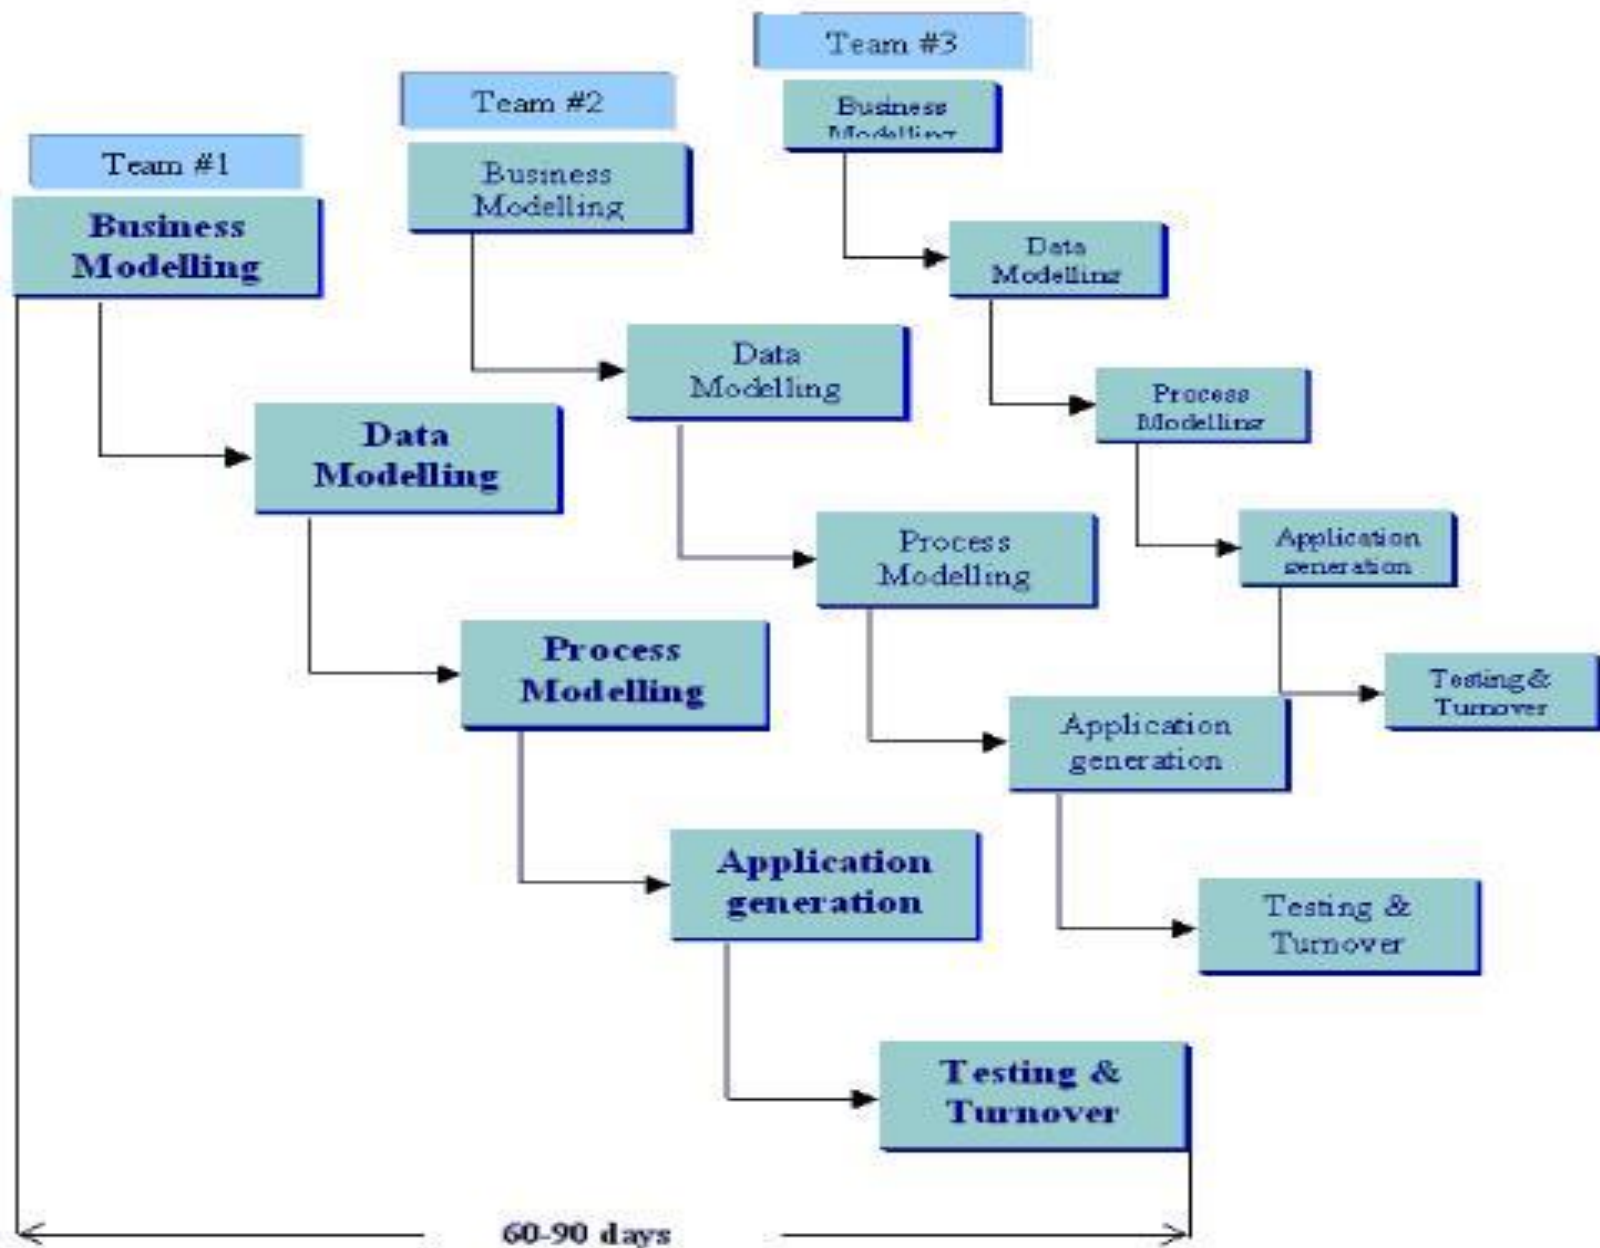 Team #1
Business
Modelling
Data
Modelling
Process
Modelling
Application
generation
Testing &
Turnover
Team #2
Business
Modelling
Data
Modelling
Process
Modelling
Application
generation
Testing &
Turnover
Team #3
Business
Modelling
Data
Modelling
Process
Modelling
Application
generation
Testing &
Turnover
60-90 days